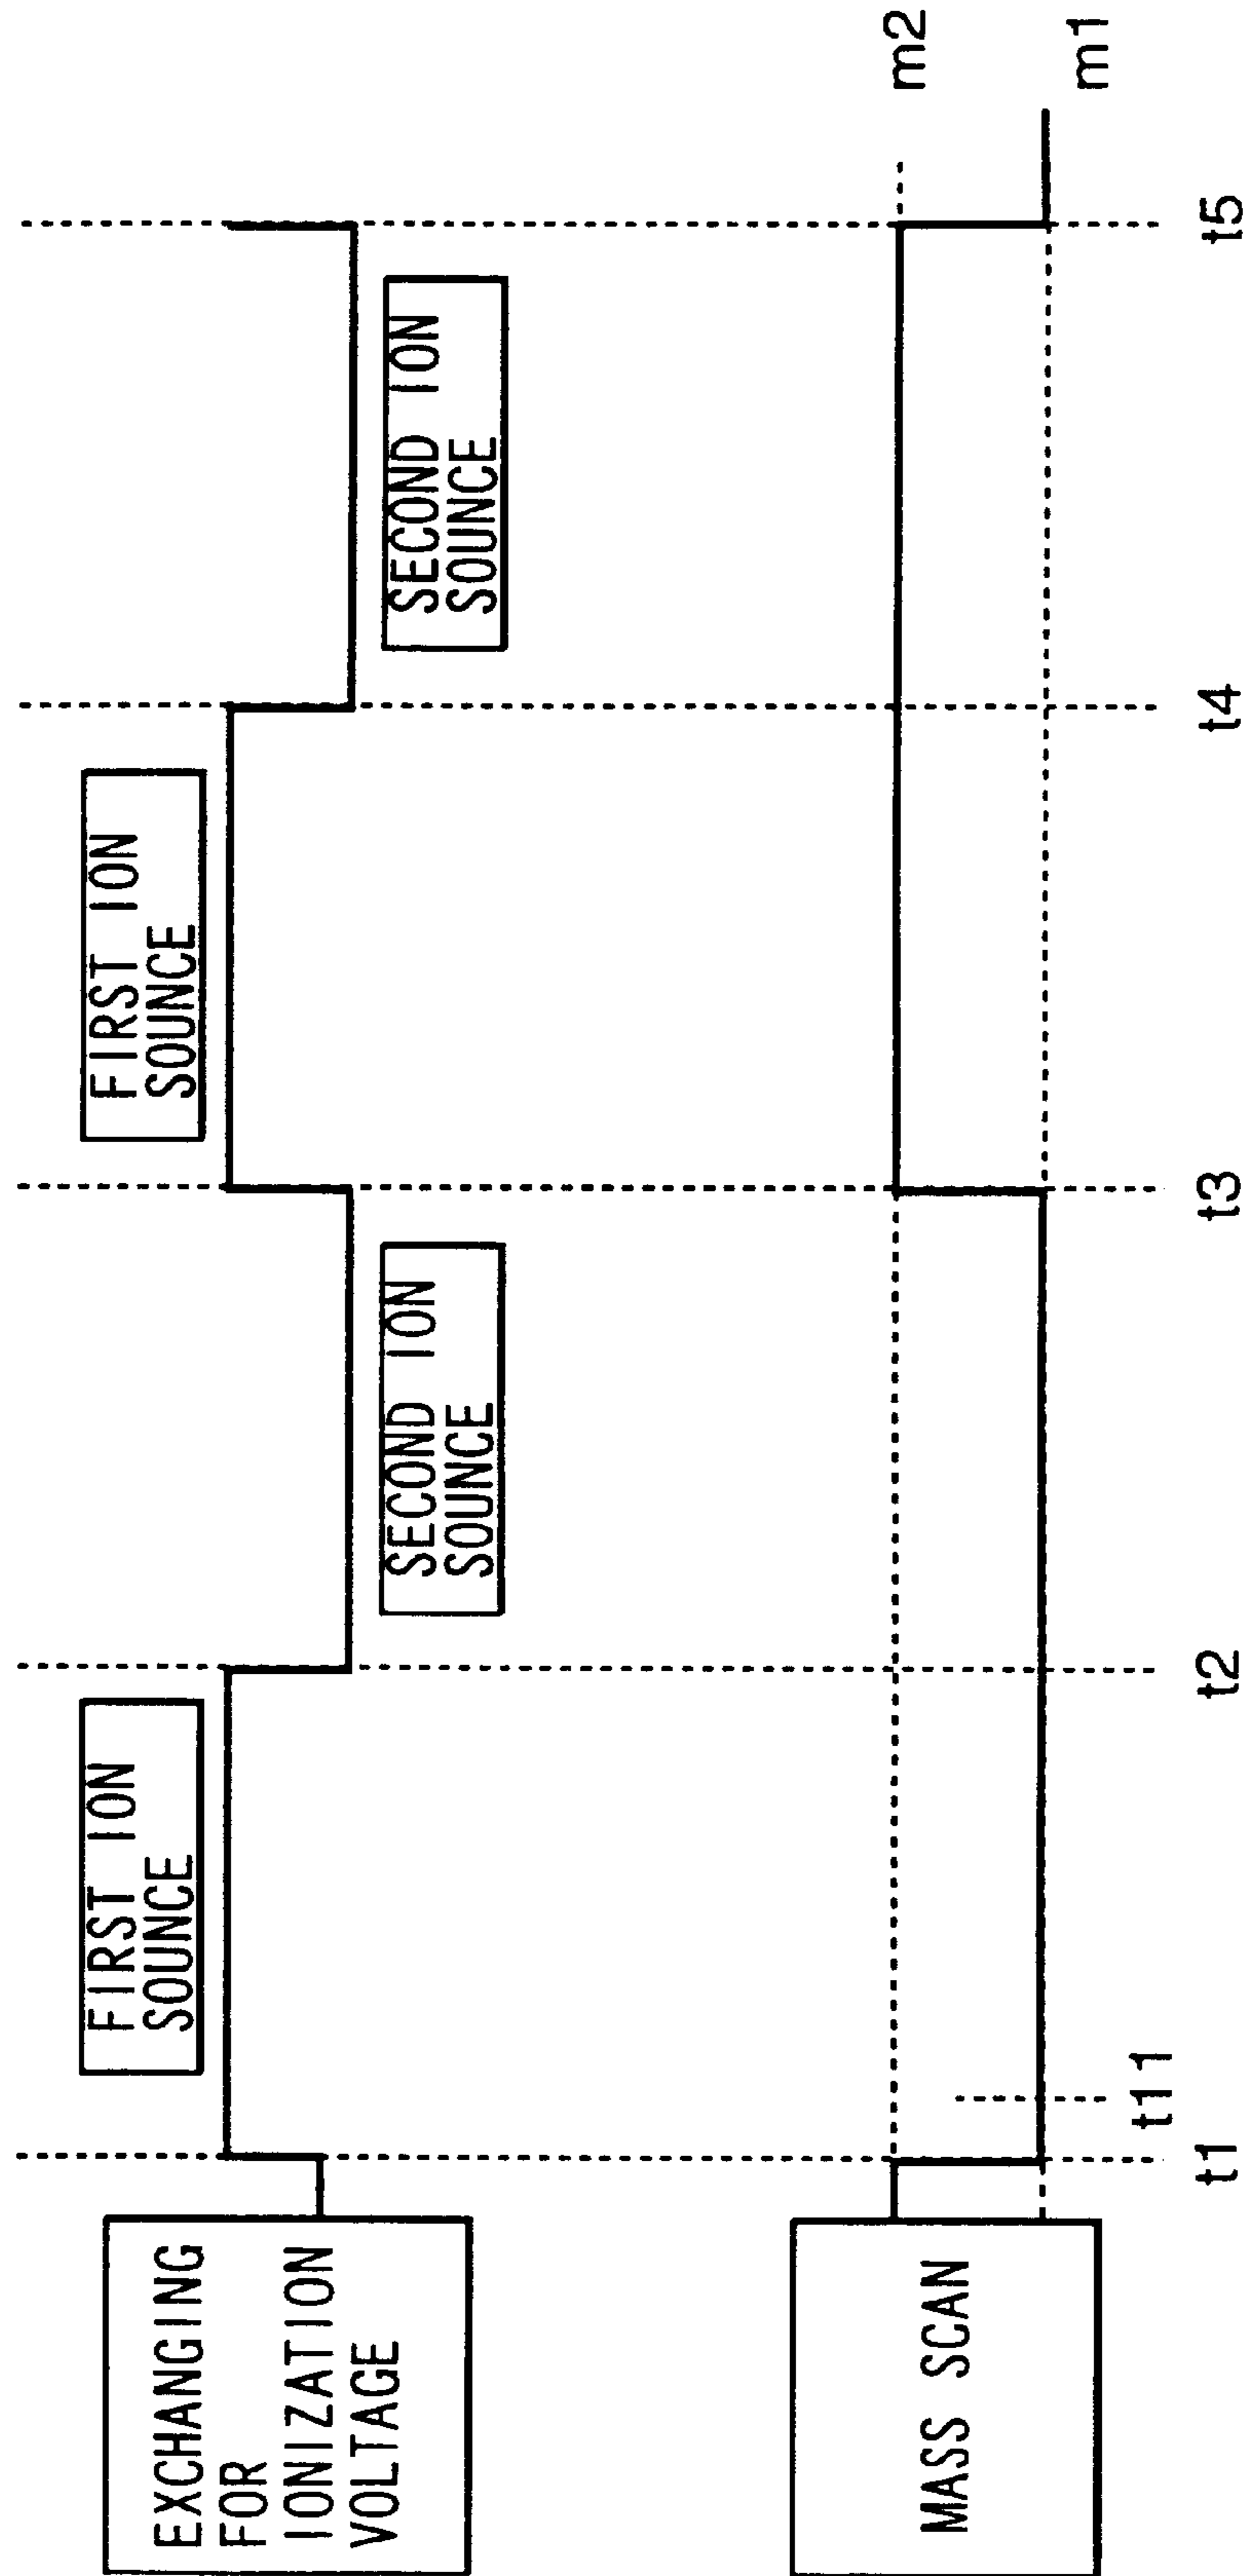 EXCHANGING
FOR
IONIZATION
VOLTAGE
FIRST ION
SOUNCE
SECOND ION
SOUNCE
FIRST ION
SOUNCE
SECOND ION
SOUNCE
MASS SCAN
m2
m1
t11
t1
t2
t3
t4
t5